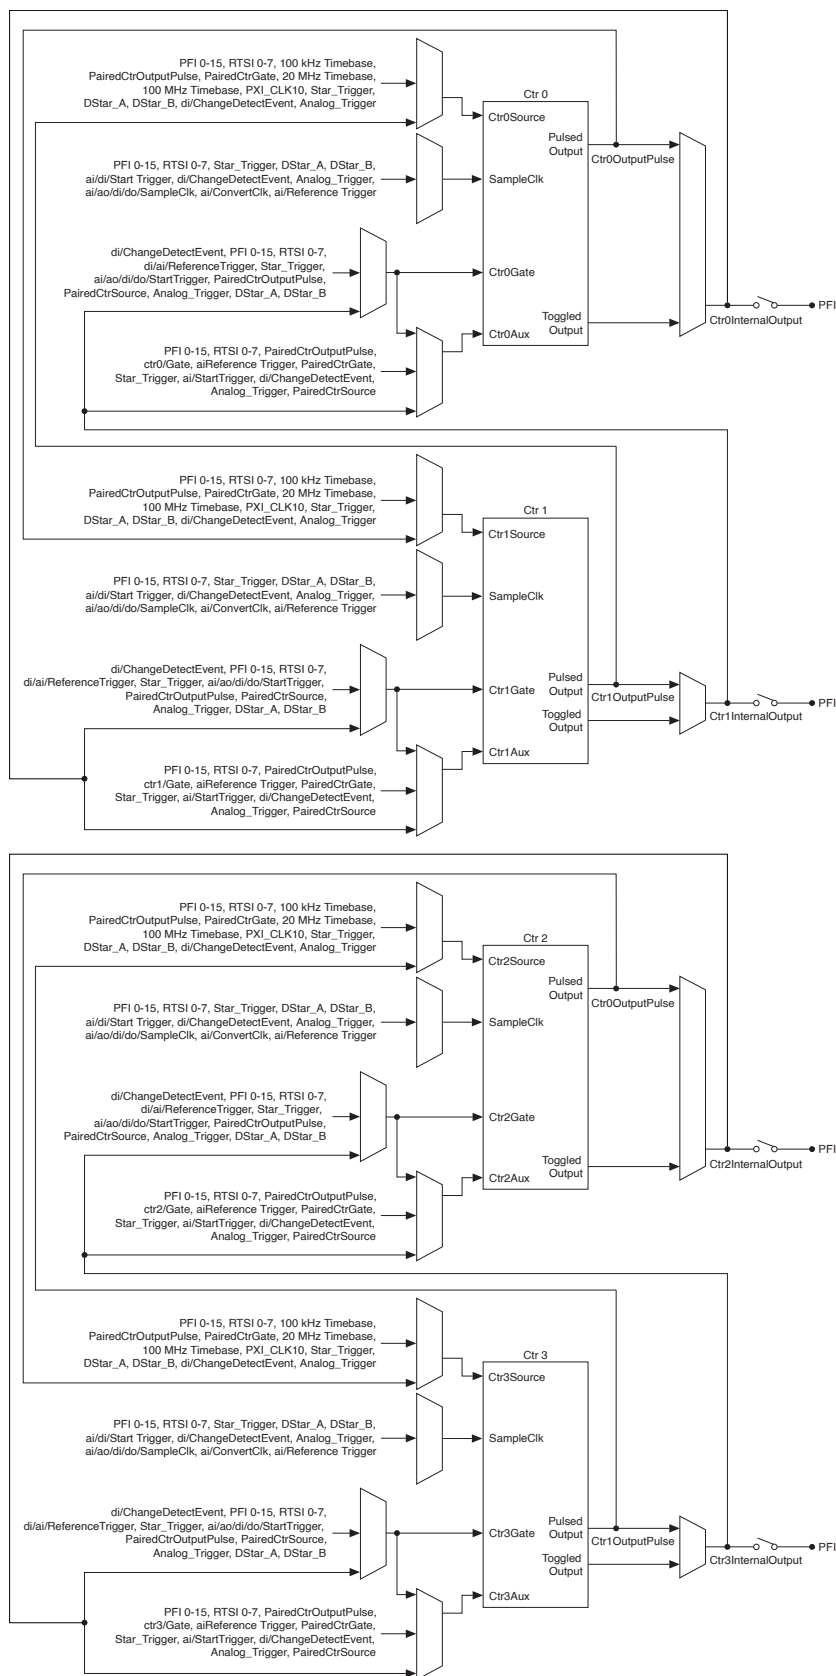 PFI 0-15, RTSI 0-7, 100 kHz Timebase,
PairedCtrOutputPulse, PairedCtrGate, 20 MHz Timebase,
100 MHz Timebase, PXI_CLK10, Star_Trigger,
DStar_A, DStar_B, di/ChangeDetectEvent, Analog_Trigger
Ctr 0
Ctr0Source
Pulsed
Output
Ctr0OutputPulse
PFI 0-15, RTSI 0-7, Star_Trigger, DStar_A, DStar_B,
ai/di/Start Trigger, di/ChangeDetectEvent, Analog_Trigger,
ai/ao/di/do/SampleClk, ai/ConvertClk, ai/Reference Trigger
SampleClk
di/ChangeDetectEvent, PFI 0-15, RTSI 0-7,
di/ai/ReferenceTrigger, Star_Trigger,
ai/ao/di/do/StartTrigger, PairedCtrOutputPulse,
PairedCtrSource, Analog_Trigger, DStar_A, DStar_B
Ctr0Gate
Toggled
Output
Ctr0InternalOutput
PFI
Ctr0Aux
PFI 0-15, RTSI 0-7, PairedCtrOutputPulse,
ctr0/Gate, aiReference Trigger, PairedCtrGate,
Star_Trigger, ai/StartTrigger, di/ChangeDetectEvent,
Analog_Trigger, PairedCtrSource
PFI 0-15, RTSI 0-7, 100 kHz Timebase,
PairedCtrOutputPulse, PairedCtrGate, 20 MHz Timebase,
100 MHz Timebase, PXI_CLK10, Star_Trigger,
DStar_A, DStar_B, di/ChangeDetectEvent, Analog_Trigger
Ctr 1
Ctr1Source
PFI 0-15, RTSI 0-7, Star_Trigger, DStar_A, DStar_B,
ai/di/Start Trigger, di/ChangeDetectEvent, Analog_Trigger,
ai/ao/di/do/SampleClk, ai/ConvertClk, ai/Reference Trigger
SampleClk
di/ChangeDetectEvent, PFI 0-15, RTSI 0-7,
di/ai/ReferenceTrigger, Star_Trigger, ai/ao/di/do/StartTrigger,
PairedCtrOutputPulse, PairedCtrSource,
Analog_Trigger, DStar_A, DStar_B
Ctr1Gate
Pulsed
Output
Ctr1OutputPulse
Toggled
Output
Ctr1InternalOutput
PFI
Ctr1Aux
PFI 0-15, RTSI 0-7, PairedCtrOutputPulse,
ctr1/Gate, aiReference Trigger, PairedCtrGate,
Star_Trigger, ai/StartTrigger, di/ChangeDetectEvent,
Analog_Trigger, PairedCtrSource
PFI 0-15, RTSI 0-7, 100 kHz Timebase,
PairedCtrOutputPulse, PairedCtrGate, 20 MHz Timebase,
100 MHz Timebase, PXI_CLK10, Star_Trigger,
DStar_A, DStar_B, di/ChangeDetectEvent, Analog_Trigger
Ctr 2
Ctr2Source
Pulsed
Output
Ctr0OutputPulse
PFI 0-15, RTSI 0-7, Star_Trigger, DStar_A, DStar_B,
ai/di/Start Trigger, di/ChangeDetectEvent, Analog_Trigger,
ai/ao/di/do/SampleClk, ai/ConvertClk, ai/Reference Trigger
SampleClk
di/ChangeDetectEvent, PFI 0-15, RTSI 0-7,
di/ai/ReferenceTrigger, Star_Trigger,
ai/ao/di/do/StartTrigger, PairedCtrOutputPulse,
PairedCtrSource, Analog_Trigger, DStar_A, DStar_B
Ctr2Gate
Toggled
Output
Ctr2InternalOutput
PFI
Ctr2Aux
PFI 0-15, RTSI 0-7, PairedCtrOutputPulse,
ctr2/Gate, aiReference Trigger, PairedCtrGate,
Star_Trigger, ai/StartTrigger, di/ChangeDetectEvent,
Analog_Trigger, PairedCtrSource
PFI 0-15, RTSI 0-7, 100 kHz Timebase,
PairedCtrOutputPulse, PairedCtrGate, 20 MHz Timebase,
100 MHz Timebase, PXI_CLK10, Star_Trigger,
DStar_A, DStar_B, di/ChangeDetectEvent, Analog_Trigger
Ctr 3
Ctr3Source
PFI 0-15, RTSI 0-7, Star_Trigger, DStar_A, DStar_B,
ai/di/Start Trigger, di/ChangeDetectEvent, Analog_Trigger,
ai/ao/di/do/SampleClk, ai/ConvertClk, ai/Reference Trigger
SampleClk
di/ChangeDetectEvent, PFI 0-15, RTSI 0-7,
di/ai/ReferenceTrigger, Star_Trigger, ai/ao/di/do/StartTrigger,
PairedCtrOutputPulse, PairedCtrSource,
Analog_Trigger, DStar_A, DStar_B
Ctr3Gate
Pulsed
Output
Ctr1OutputPulse
Toggled
Output
Ctr3InternalOutput
PFI
Ctr3Aux
PFI 0-15, RTSI 0-7, PairedCtrOutputPulse,
ctr3/Gate, aiReference Trigger, PairedCtrGate,
Star_Trigger, ai/StartTrigger, di/ChangeDetectEvent,
Analog_Trigger, PairedCtrSource